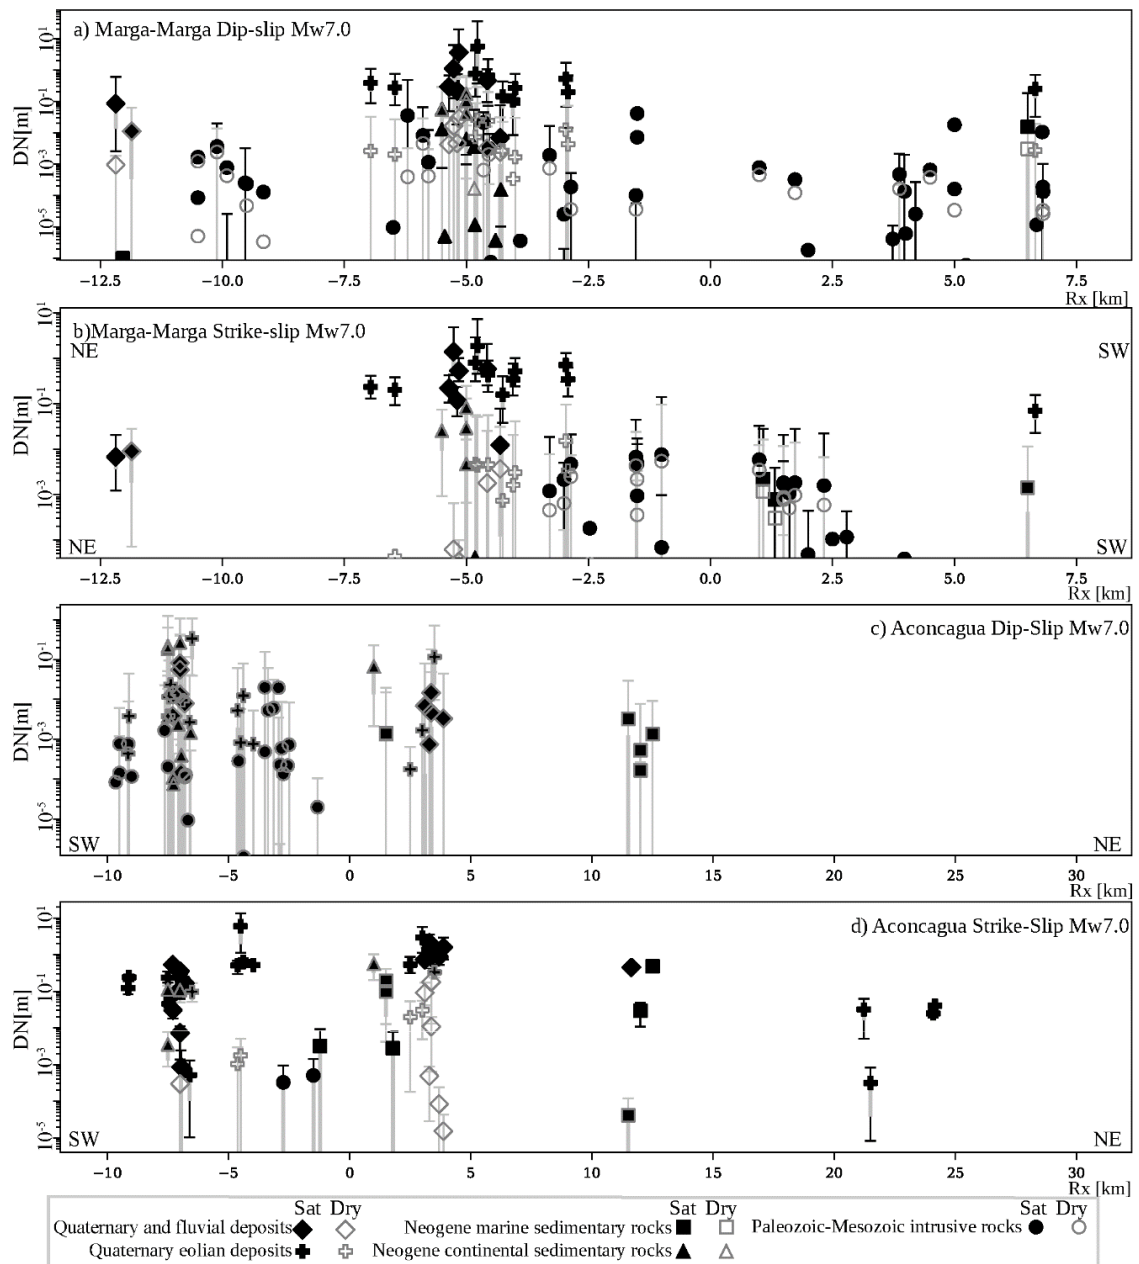 a) Marga-Marga Dip-slip Mw7.0
DN[m]
10¹
10⁻¹
10⁻³
10⁻⁵
−12.5 −10.0 −7.5 −5.0 −2.5 0.0 2.5 5.0 7.5
Rx [km]
b)Marga-Marga Strike-slip Mw7.0
NE SW
DN[m]
10¹
10⁻¹
10⁻³
NE SW
−12.5 −10.0 −7.5 −5.0 −2.5 0.0 2.5 5.0 7.5
Rx [km]
c) Aconcagua Dip-Slip Mw7.0
DN[m]
10⁻¹
10⁻³
10⁻⁵
SW NE
−10 −5 0 5 10 15 20 25 30
Rx [km]
d) Aconcagua Strike-Slip Mw7.0
DN[m]
10¹
10⁻¹
10⁻³
10⁻⁵
SW NE
−10 −5 0 5 10 15 20 25 30
Rx [km]
Sat Dry Sat Dry Sat Dry
Quaternary and fluvial deposits Neogene marine sedimentary rocks Paleozoic-Mesozoic intrusive rocks
Quaternary eolian deposits Neogene continental sedimentary rocks